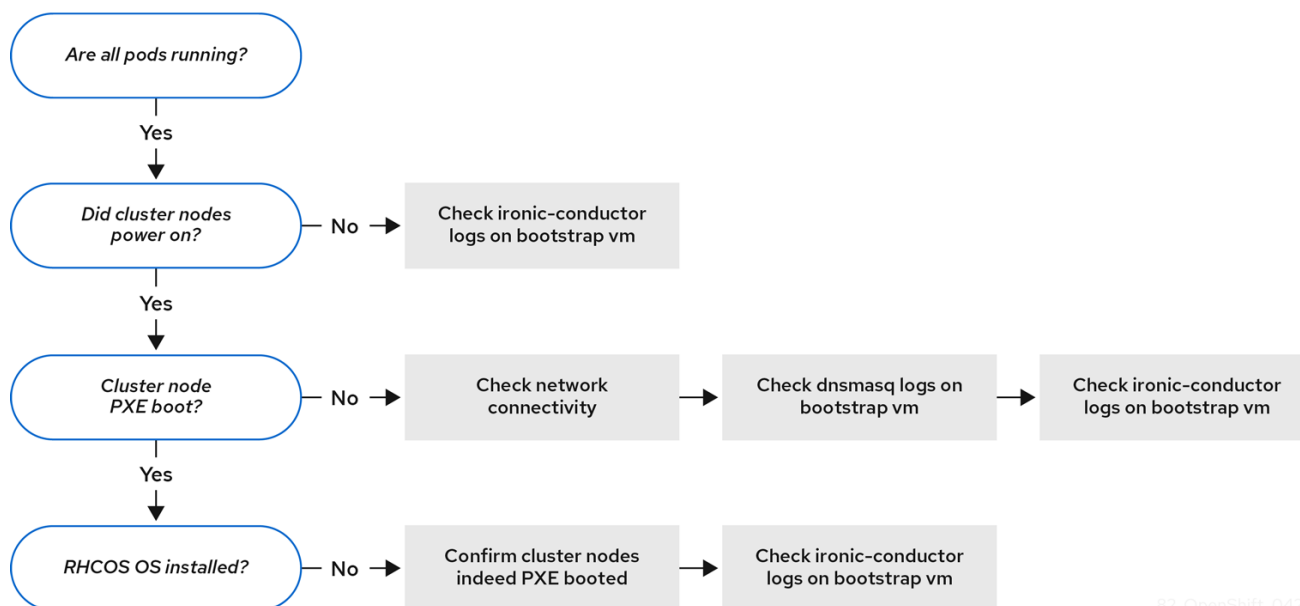 Are all pods running?
Yes
Did cluster nodes
power on?
No
Check ironic-conductor
logs on bootstrap vm
Yes
Cluster node
PXE boot?
No
Check network
connectivity
Check dnsmasq logs on
bootstrap vm
Check ironic-conductor
logs on bootstrap vm
Yes
RHCOS OS installed?
No
Confirm cluster nodes
indeed PXE booted
Check ironic-conductor
logs on bootstrap vm